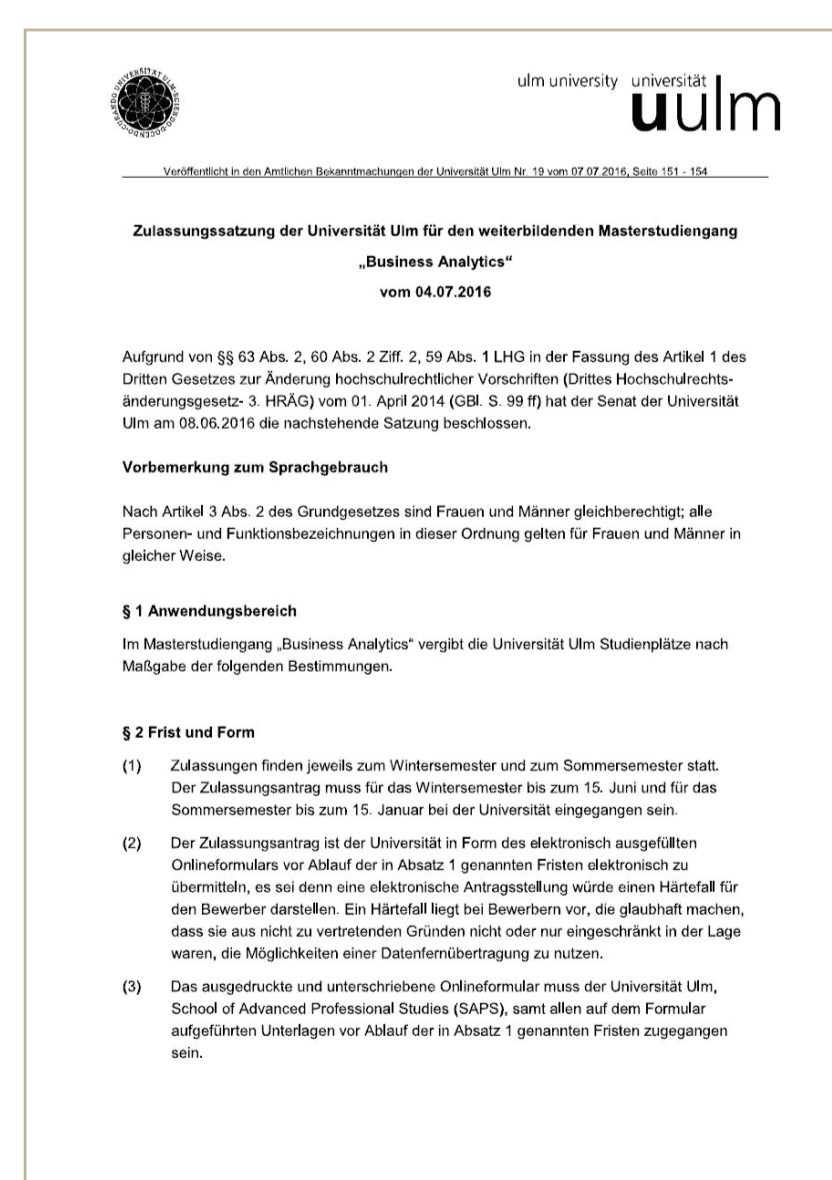 ulm university universität
uulm
Veröffentlicht in den Amtlichen Bekanntmachungen der Universität Ulm Nr. 19 vom 07.07.2016, Seite 151 - 154
Zulassungssatzung der Universität Ulm für den weiterbildenden Masterstudiengang
„Business Analytics“
vom 04.07.2016
Aufgrund von §§ 63 Abs. 2, 60 Abs. 2 Ziff. 2, 59 Abs. 1 LHG in der Fassung des Artikel 1 des
Dritten Gesetzes zur Änderung hochschulrechtlicher Vorschriften (Drittes Hochschulrechts-
änderungsgesetz- 3. HRÄG) vom 01. April 2014 (GBl. S. 99 ff) hat der Senat der Universität
Ulm am 08.06.2016 die nachstehende Satzung beschlossen.
Vorbemerkung zum Sprachgebrauch
Nach Artikel 3 Abs. 2 des Grundgesetzes sind Frauen und Männer gleichberechtigt; alle
Personen- und Funktionsbezeichnungen in dieser Ordnung gelten für Frauen und Männer in
gleicher Weise.
§ 1 Anwendungsbereich
Im Masterstudiengang „Business Analytics“ vergibt die Universität Ulm Studienplätze nach
Maßgabe der folgenden Bestimmungen.
§ 2 Frist und Form
(1) Zulassungen finden jeweils zum Wintersemester und zum Sommersemester statt.
Der Zulassungsantrag muss für das Wintersemester bis zum 15. Juni und für das
Sommersemester bis zum 15. Januar bei der Universität eingegangen sein.
(2) Der Zulassungsantrag ist der Universität in Form des elektronisch ausgefüllten
Onlineformulars vor Ablauf der in Absatz 1 genannten Fristen elektronisch zu
übermitteln, es sei denn eine elektronische Antragsstellung würde einen Härtefall für
den Bewerber darstellen. Ein Härtefall liegt bei Bewerbern vor, die glaubhaft machen,
dass sie aus nicht zu vertretenden Gründen nicht oder nur eingeschränkt in der Lage
waren, die Möglichkeiten einer Datenfernübertragung zu nutzen.
(3) Das ausgedruckte und unterschriebene Onlineformular muss der Universität Ulm,
School of Advanced Professional Studies (SAPS), samt allen auf dem Formular
aufgeführten Unterlagen vor Ablauf der in Absatz 1 genannten Fristen zugegangen
sein.